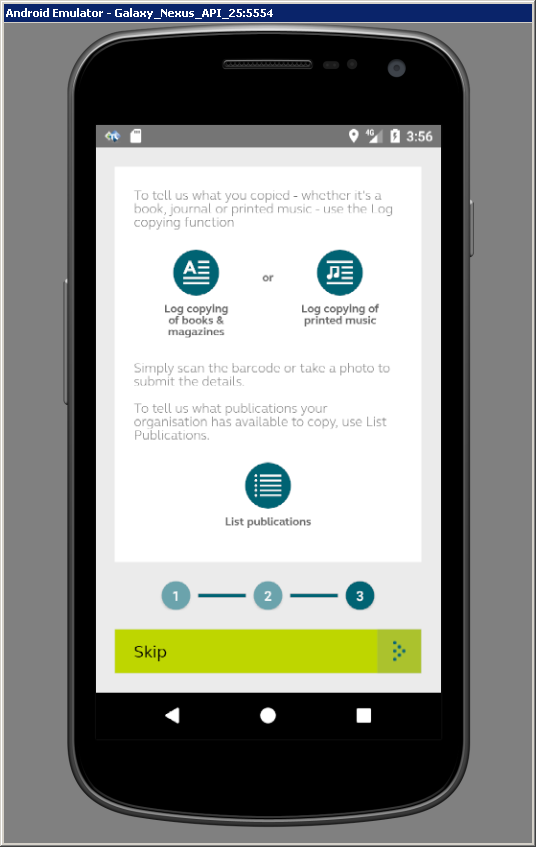 Android Emulator - Galaxy_Nexus_API_25:5554
4G 3:56
To tell us what you copied - whether it's a
book, journal or printed music - use the Log
copying function
A
or
Log copying
of books &
magazines
Log copying of
printed music
Simply scan the barcode or take a photo to
submit the details.
To tell us what publications your
organisation has available to copy, use List
Publications.
List publications
1 2 3
Skip